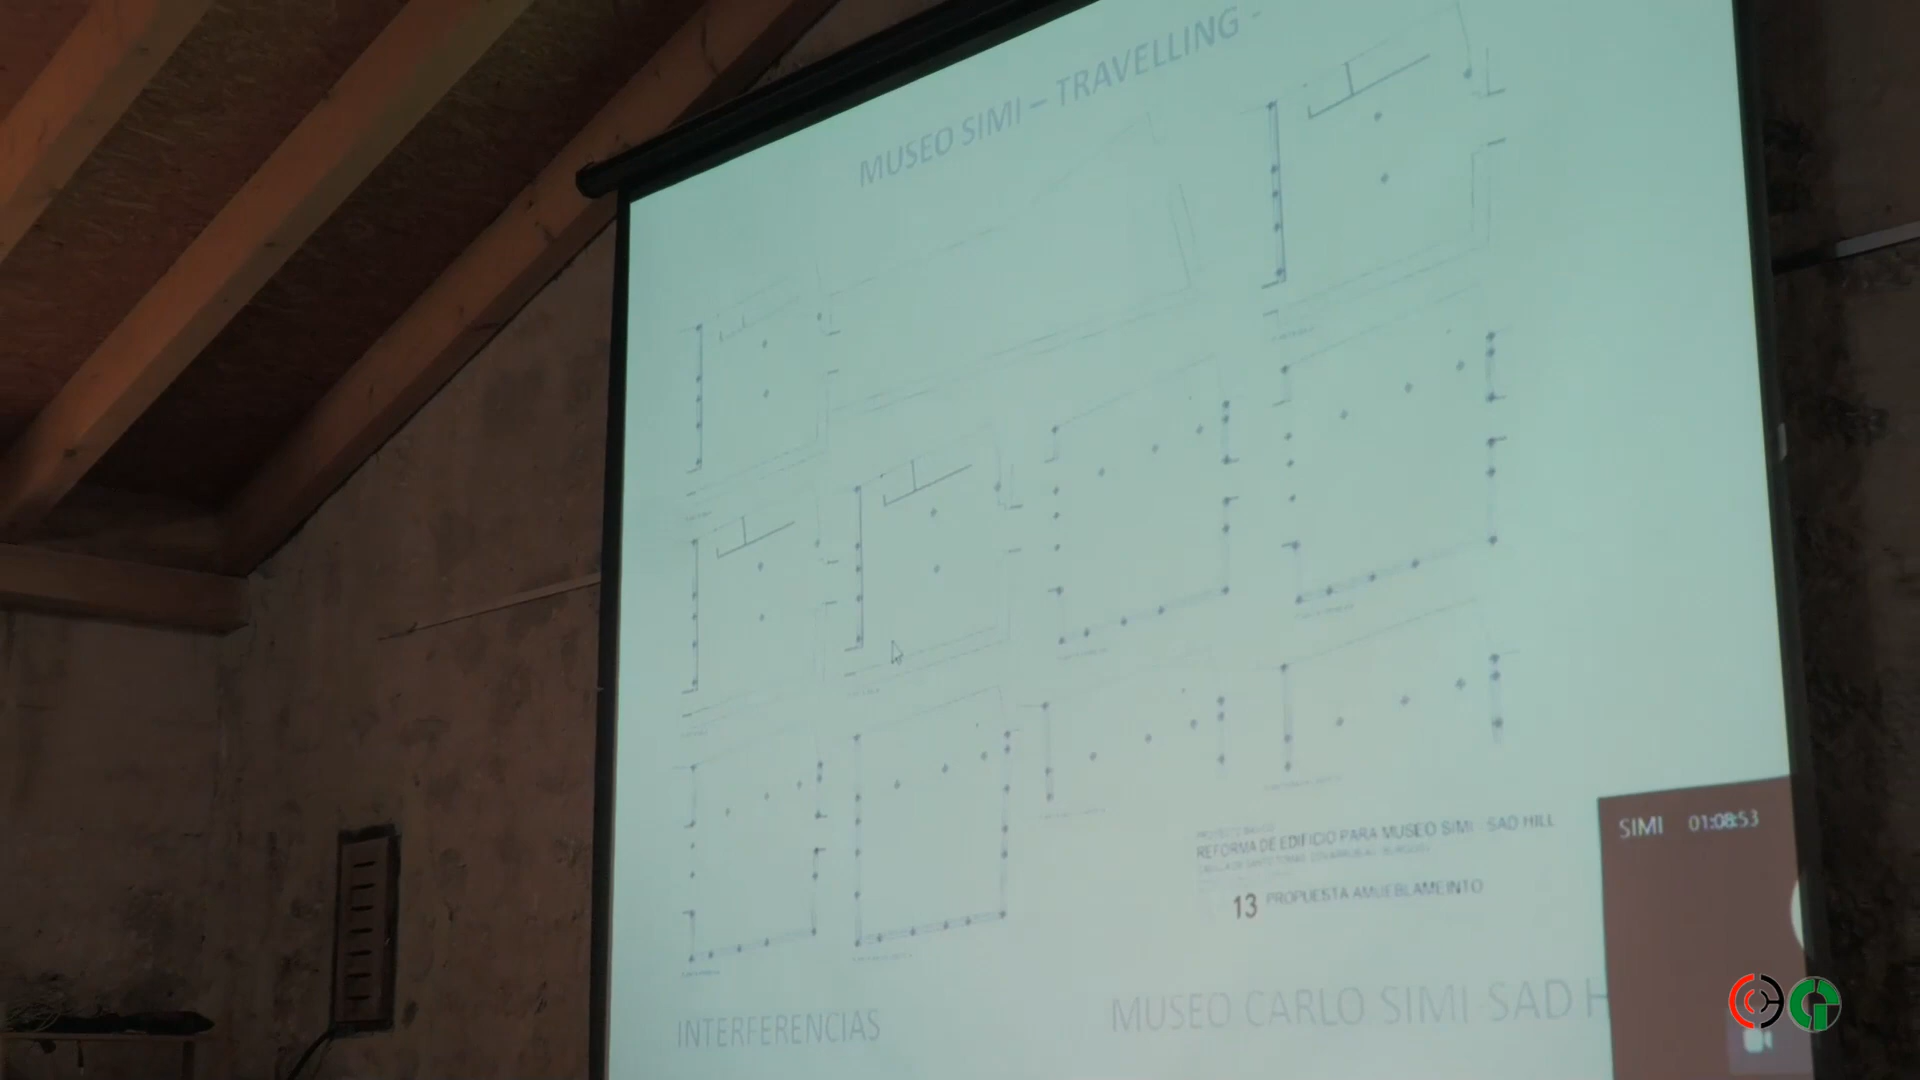 MUSEO SIMI – TRAVELLING -
REFORMA DE EDIFICIO PARA MUSEO SIMI - SAD HILL
13 PROPUESTA AMUEBLAMEINTO
SIMI 01:08:53
INTERFERENCIAS
MUSEO CARLO SIMI-SAD H